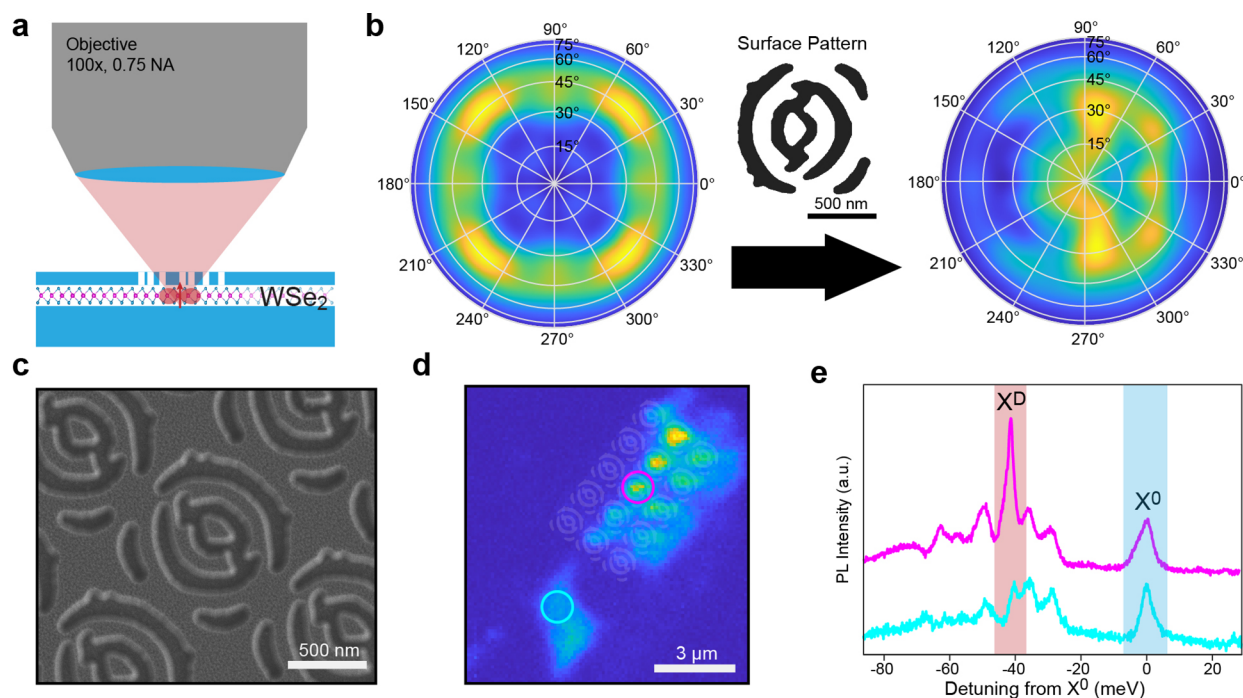 a
Objective
100x, 0.75 NA
WSe₂
b
90°
75°
60°
45°
30°
15°
120°
60°
150°
30°
180°
0°
210°
330°
240°
300°
270°
Surface Pattern
500 nm
90°
75°
60°
45°
30°
15°
120°
60°
150°
30°
180°
0°
210°
330°
240°
300°
270°
c
500 nm
d
3 µm
e
PL Intensity (a.u.)
Xᴰ
X⁰
-80
-60
-40
-20
0
20
Detuning from X⁰ (meV)